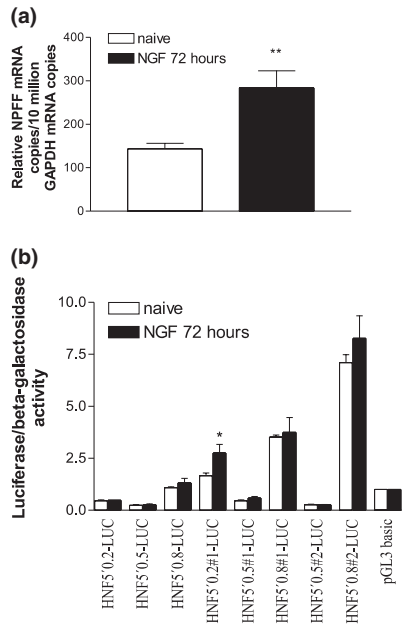 (a)
naive
NGF 72 hours
**
400
300
200
100
0
Relative NPFF mRNA
copies/10 million
GAPDH mRNA copies
(b)
naive
NGF 72 hours
10.0
7.5
5.0
2.5
0.0
*
Luciferase/beta-galactosidase
activity
HNF5´0.2-LUC
HNF5´0.5-LUC
HNF5´0.8-LUC
HNF5´0.2#1-LUC
HNF5´0.5#1-LUC
HNF5´0.8#1-LUC
HNF5´0.5#2-LUC
HNF5´0.8#2-LUC
pGL3 basic